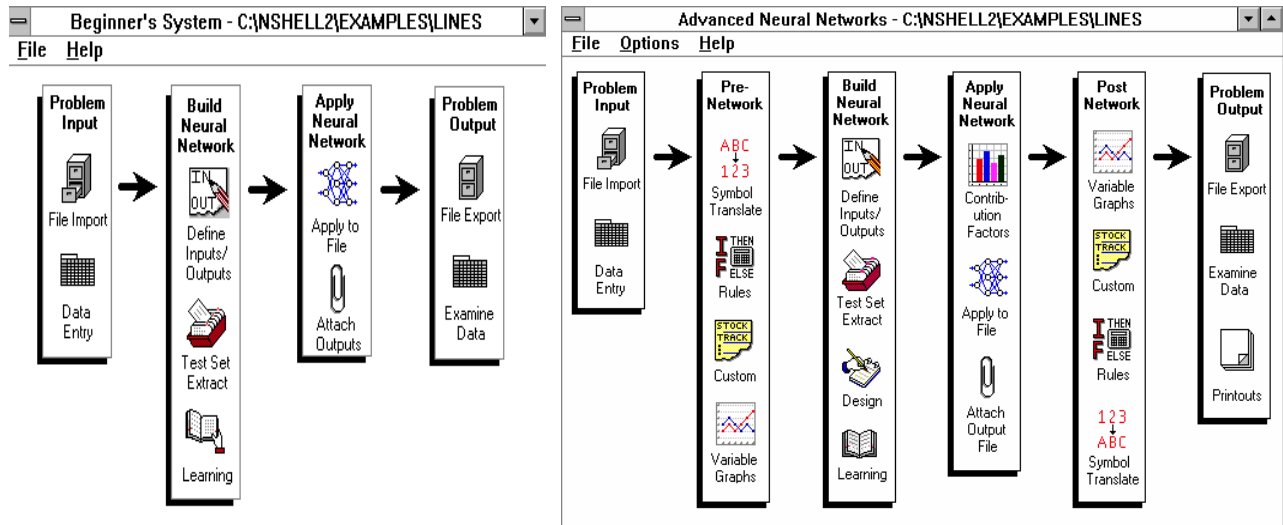 Beginner's System - C:\NSHELL2\EXAMPLES\LINES
File Help
Problem
Input
File Import
Data
Entry
Build
Neural
Network
IN
OUT
Define
Inputs/
Outputs
Test Set
Extract
Learning
Apply
Neural
Network
Apply to
File
Attach
Outputs
Problem
Output
File Export
Examine
Data
Advanced Neural Networks - C:\NSHELL2\EXAMPLES\LINES
File Options Help
Problem
Input
File Import
Data
Entry
Pre-
Network
ABC
123
Symbol
Translate
IF THEN
ELSE
Rules
STOCK
TRACK
Custom
Variable
Graphs
Build
Neural
Network
IN
OUT
Define
Inputs/
Outputs
Test Set
Extract
Design
Learning
Apply
Neural
Network
Contrib-
ution
Factors
Apply to
File
Attach
Output
File
Post
Network
Variable
Graphs
STOCK
TRACK
Custom
IF THEN
ELSE
Rules
123
ABC
Symbol
Translate
Problem
Output
File Export
Examine
Data
Printouts